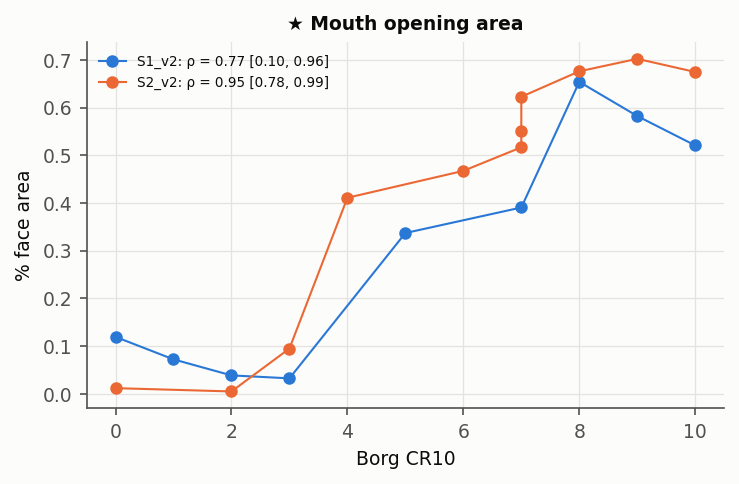 ★ Mouth opening area
S1_v2: ρ = 0.77 [0.10, 0.96]
S2_v2: ρ = 0.95 [0.78, 0.99]
% face area
0.7
0.6
0.5
0.4
0.3
0.2
0.1
0.0
0 2 4 6 8 10
Borg CR10